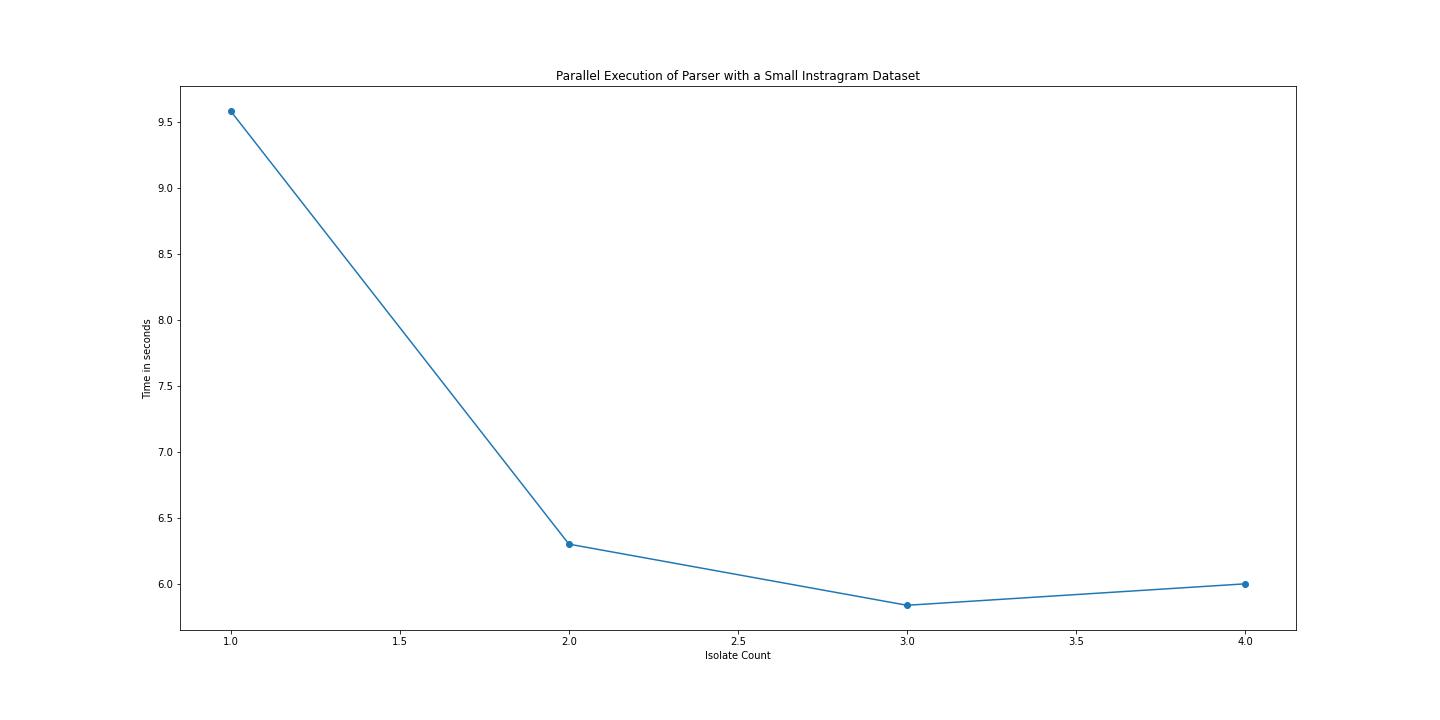 Parallel Execution of Parser with a Small Instragram Dataset
9.5
9.0
8.5
8.0
7.5
7.0
6.5
6.0
Time in seconds
1.0 1.5 2.0 2.5 3.0 3.5 4.0
Isolate Count